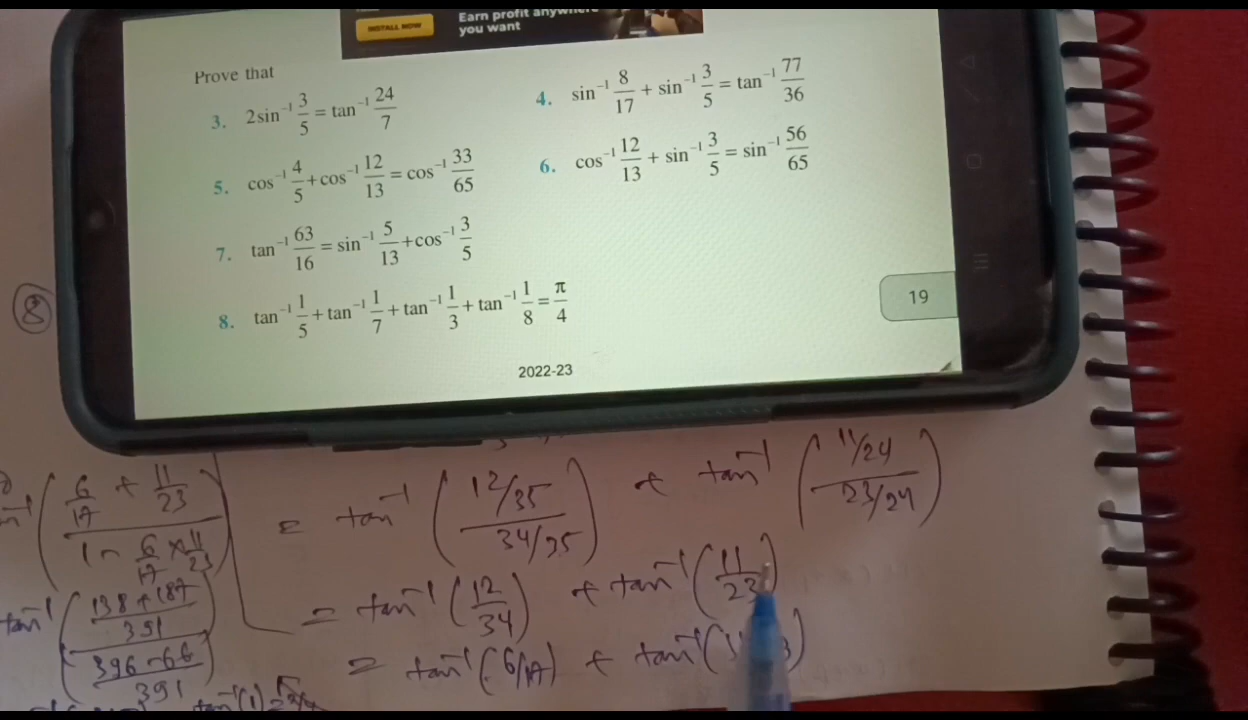 INSTALL NOW
Earn profit anywhere
you want
Prove that
3. 2sin⁻¹ 3/5 = tan⁻¹ 24/7
4. sin⁻¹ 8/17 + sin⁻¹ 3/5 = tan⁻¹ 77/36
5. cos⁻¹ 4/5 + cos⁻¹ 12/13 = cos⁻¹ 33/65
6. cos⁻¹ 12/13 + sin⁻¹ 3/5 = sin⁻¹ 56/65
7. tan⁻¹ 63/16 = sin⁻¹ 5/13 + cos⁻¹ 3/5
8. tan⁻¹ 1/5 + tan⁻¹ 1/7 + tan⁻¹ 1/3 + tan⁻¹ 1/8 = π/4
19
2022-23
8
= tan⁻¹ ( (12/35) / (34/35) ) + tan⁻¹ ( (11/24) / (23/24) )
= tan⁻¹ (12/34) + tan⁻¹ (11/23)
= tan⁻¹ (6/17) +
( (6/17 + 11/23) / (1 - 6/17 × 11/23) )
tan⁻¹ ( ((138 + 187)/391) / ((396 - 66)/391) )
tan⁻¹(1)